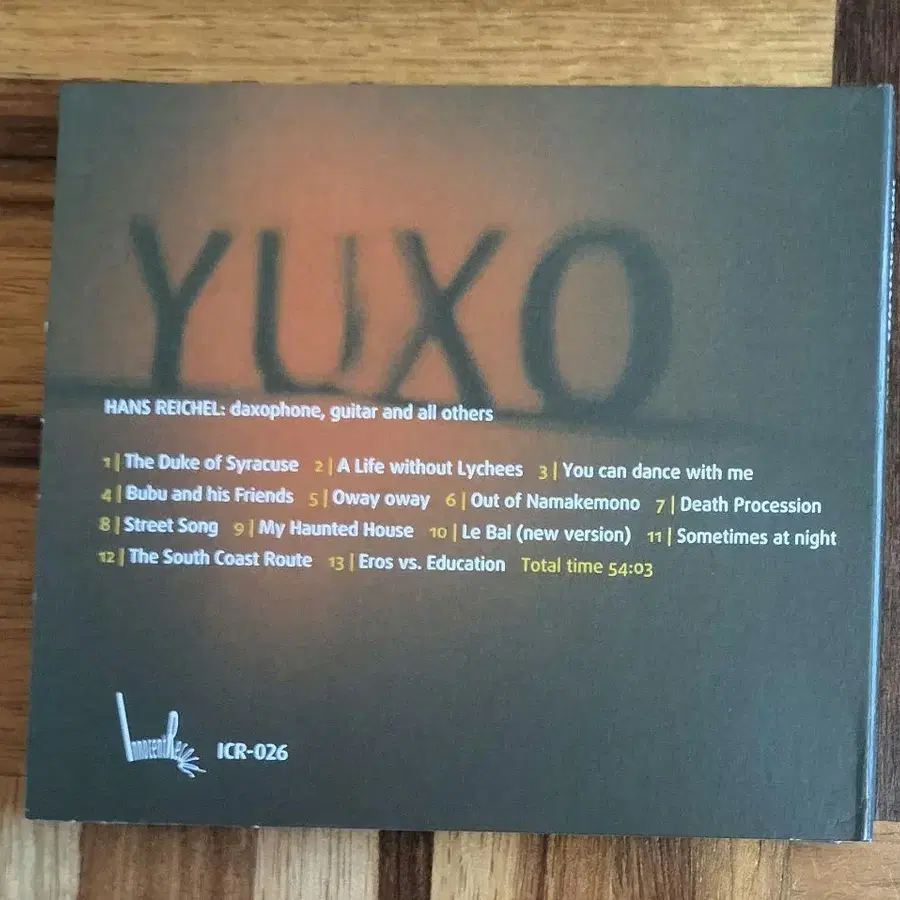 YUXO
HANS REICHEL: daxophone, guitar and all others
1| The Duke of Syracuse 2| A Life without Lychees 3| You can dance with me
4| Bubu and his Friends 5| Oway oway 6| Out of Namakemono 7| Death Procession
8| Street Song 9| My Haunted House 10| Le Bal (new version) 11| Sometimes at night
12| The South Coast Route 13| Eros vs. Education Total time 54:03
ICR-026